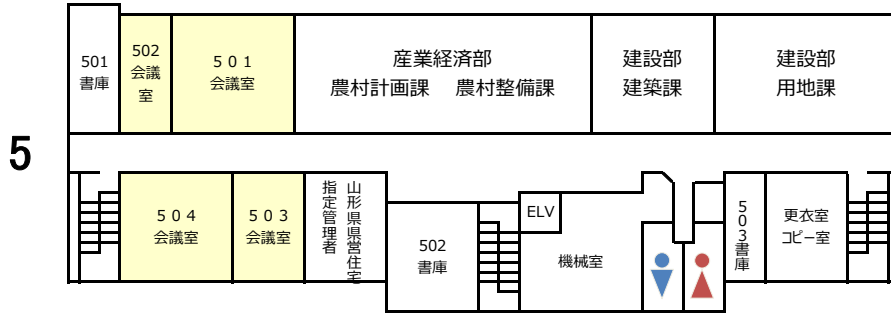 501
書庫
502
会議
室
５０１
会議室
産業経済部
農村計画課　農村整備課
建設部
建築課
建設部
用地課
5
５０４
会議室
５０３
会議室
山形県県営住宅
指定管理者
502
書庫
ELV
機械室
503書庫
更衣室
コピー室